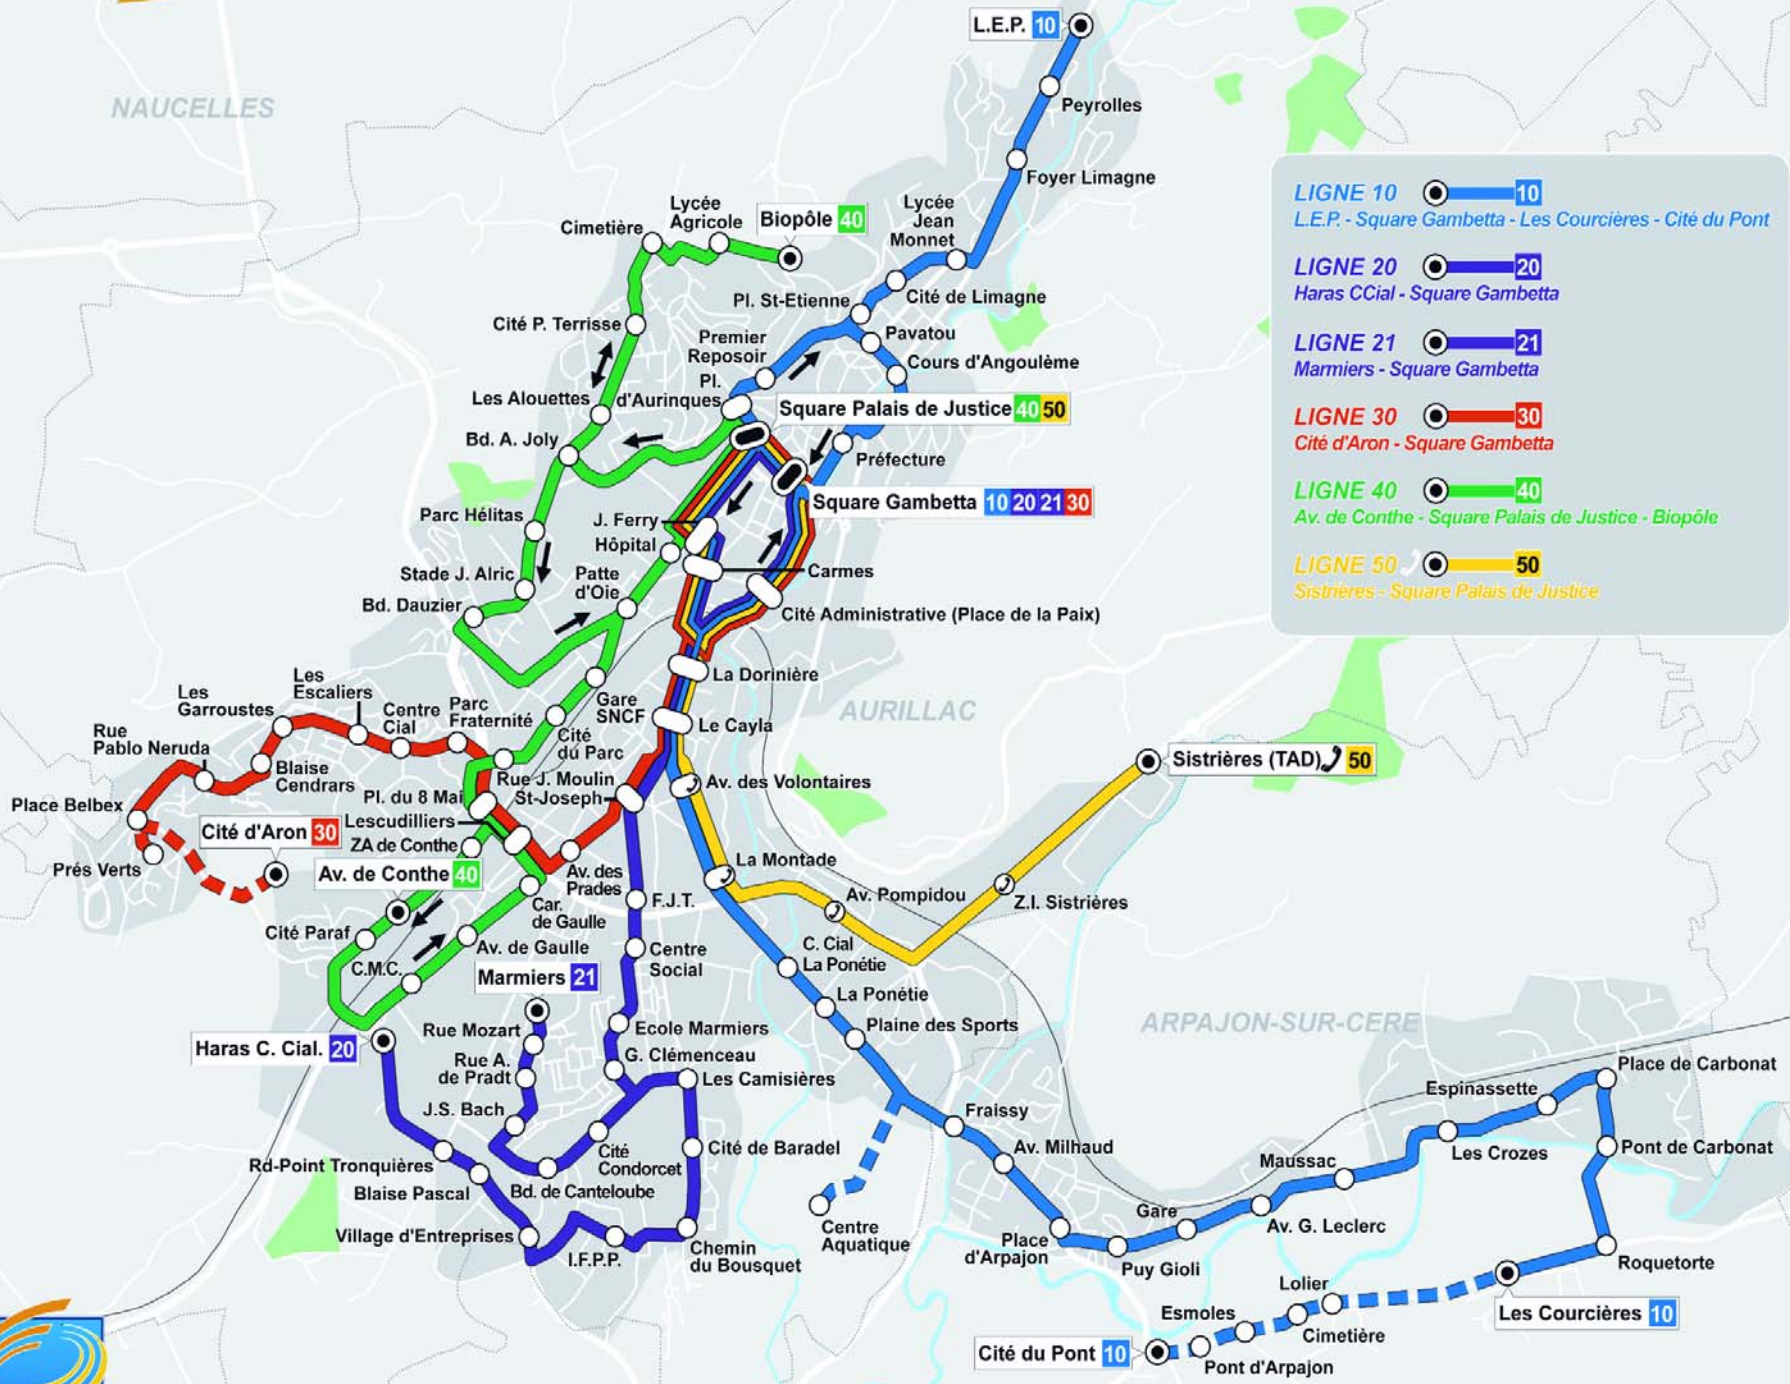 L.E.P. 10
Peyrolles
NAUCELLES
Foyer Limagne
Lycée
Jean
Monnet
Lycée
Agricole
Biopôle 40
Cimetière
Cité de Limagne
Pl. St-Etienne
Cité P. Terrisse
Pavatou
Premier
Reposoir
Cours d'Angoulème
Pl.
d'Aurinques
Les Alouettes
Square Palais de Justice 40 50
Bd. A. Joly
Préfecture
Square Gambetta 10 20 21 30
Parc Hélitas
J. Ferry
Hôpital
Carmes
Stade J. Alric
Patte
d'Oie
Bd. Dauzier
Cité Administrative (Place de la Paix)
La Dorinière
AURILLAC
Gare
SNCF
Le Cayla
Les
Escaliers
Les
Garroustes
Centre
Cial
Parc
Fraternité
Cité
du Parc
Rue
Pablo Neruda
Blaise
Cendrars
Rue J. Moulin
St-Joseph
Av. des Volontaires
Sistrières (TAD) 50
Place Belbex
Pl. du 8 Mai
Lescudilliers
ZA de Conthe
Cité d'Aron 30
Prés Verts
Av. de Conthe 40
Av. des
Prades
La Montade
Av. Pompidou
Z.I. Sistrières
F.J.T.
Car.
de Gaulle
Cité Paraf
Av. de Gaulle
C.M.C.
Centre
Social
C. Cial
La Ponétie
Marmiers 21
La Ponétie
Plaine des Sports
ARPAJON-SUR-CERE
Haras C. Cial. 20
Rue Mozart
Ecole Marmiers
Rue A.
de Pradt
G. Clémenceau
Les Camisières
J.S. Bach
Fraissy
Place de Carbonat
Espinassette
Cité
Condorcet
Cité de Baradel
Av. Milhaud
Les Crozes
Pont de Carbonat
Maussac
Rd-Point Tronquières
Blaise Pascal
Bd. de Canteloube
Village d'Entreprises
I.F.P.P.
Chemin
du Bousquet
Centre
Aquatique
Place
d'Arpajon
Gare
Av. G. Leclerc
Puy Gioli
Roquetorte
Lolier
Les Courcières 10
Esmoles
Cimetière
Cité du Pont 10
Pont d'Arpajon
LIGNE 10 10
L.E.P. - Square Gambetta - Les Courcières - Cité du Pont
LIGNE 20 20
Haras CCial - Square Gambetta
LIGNE 21 21
Marmiers - Square Gambetta
LIGNE 30 30
Cité d'Aron - Square Gambetta
LIGNE 40 40
Av. de Conthe - Square Palais de Justice - Biopôle
LIGNE 50 50
Sistrières - Square Palais de Justice